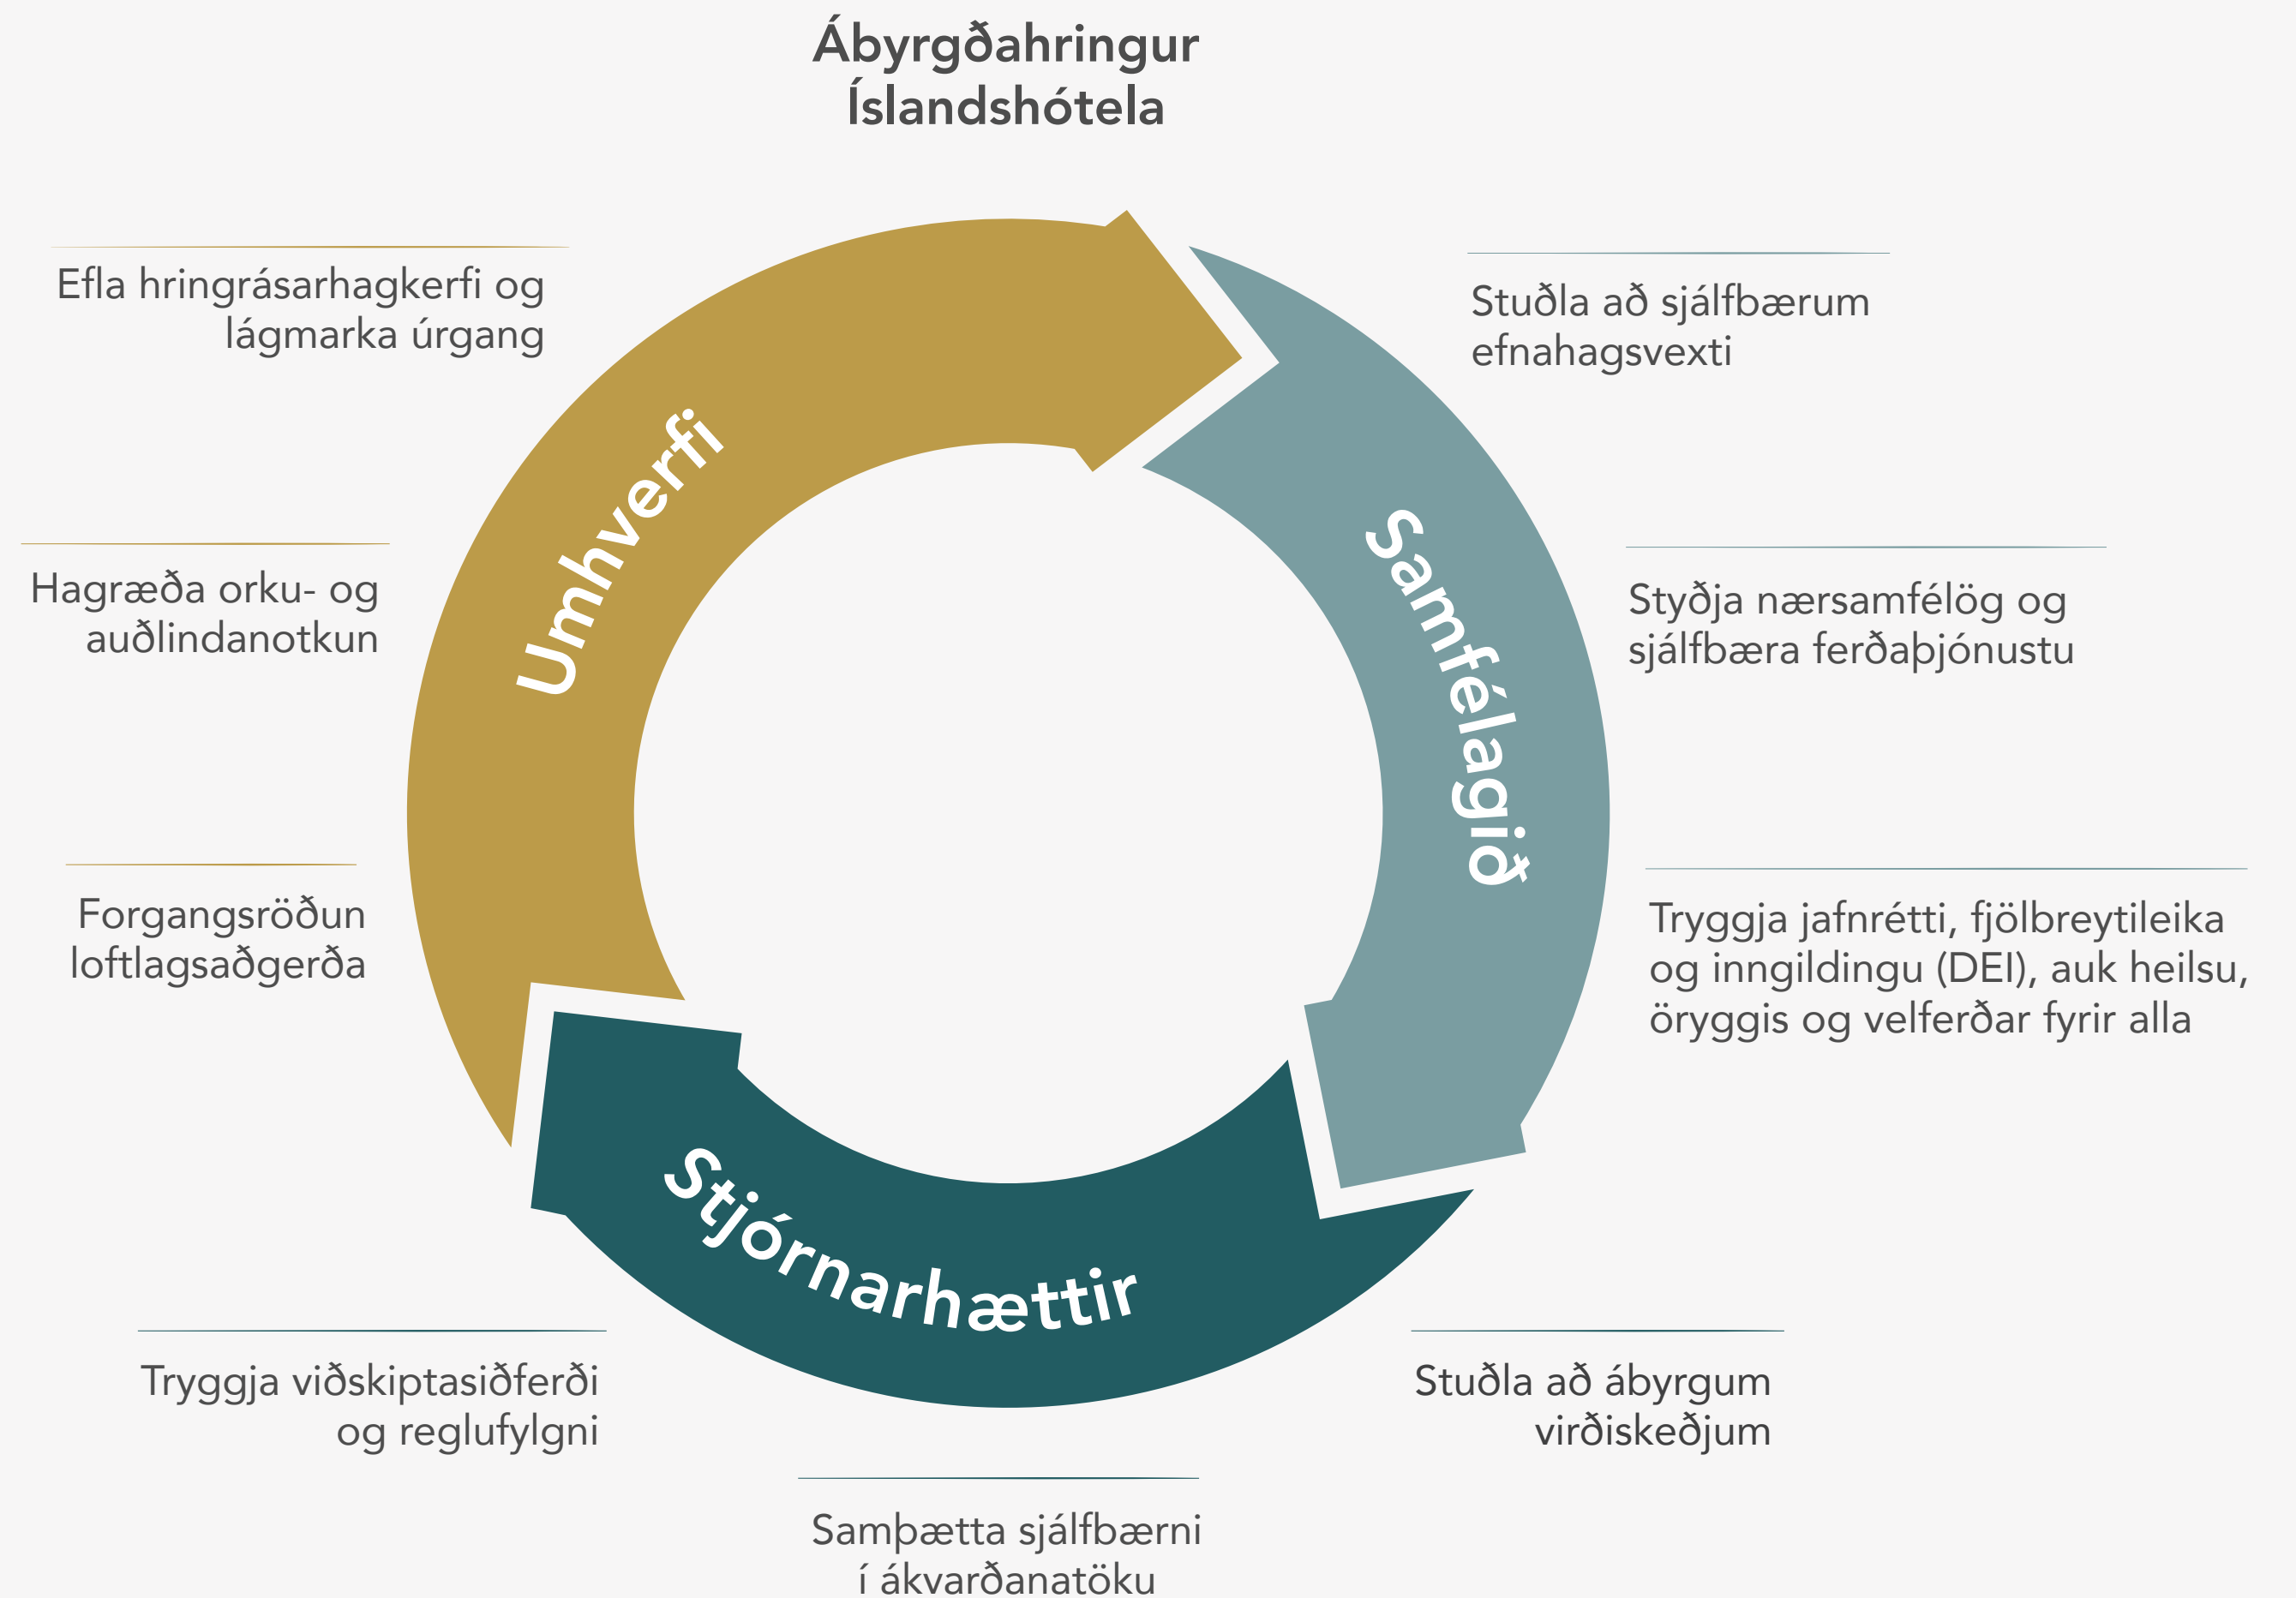 Ábyrgðahringur
Íslandshótela
Efla hringrásarhagkerfi og
lágmarka úrgang
Hagræða orku- og
auðlindanotkun
Forgangsröðun
loftlagsaðgerða
Umhverfi
Samfélagið
Stjórnarhættir
Stuðla að sjálfbærum
efnahagsvexti
Styðja nærsamfélög og
sjálfbæra ferðaþjónustu
Tryggja jafnrétti, fjölbreytileika
og inngildingu (DEI), auk heilsu,
öryggis og velferðar fyrir alla
Tryggja viðskiptasiðferði
og reglufylgni
Samþætta sjálfbærni
í ákvarðanatöku
Stuðla að ábyrgum
virðiskeðjum